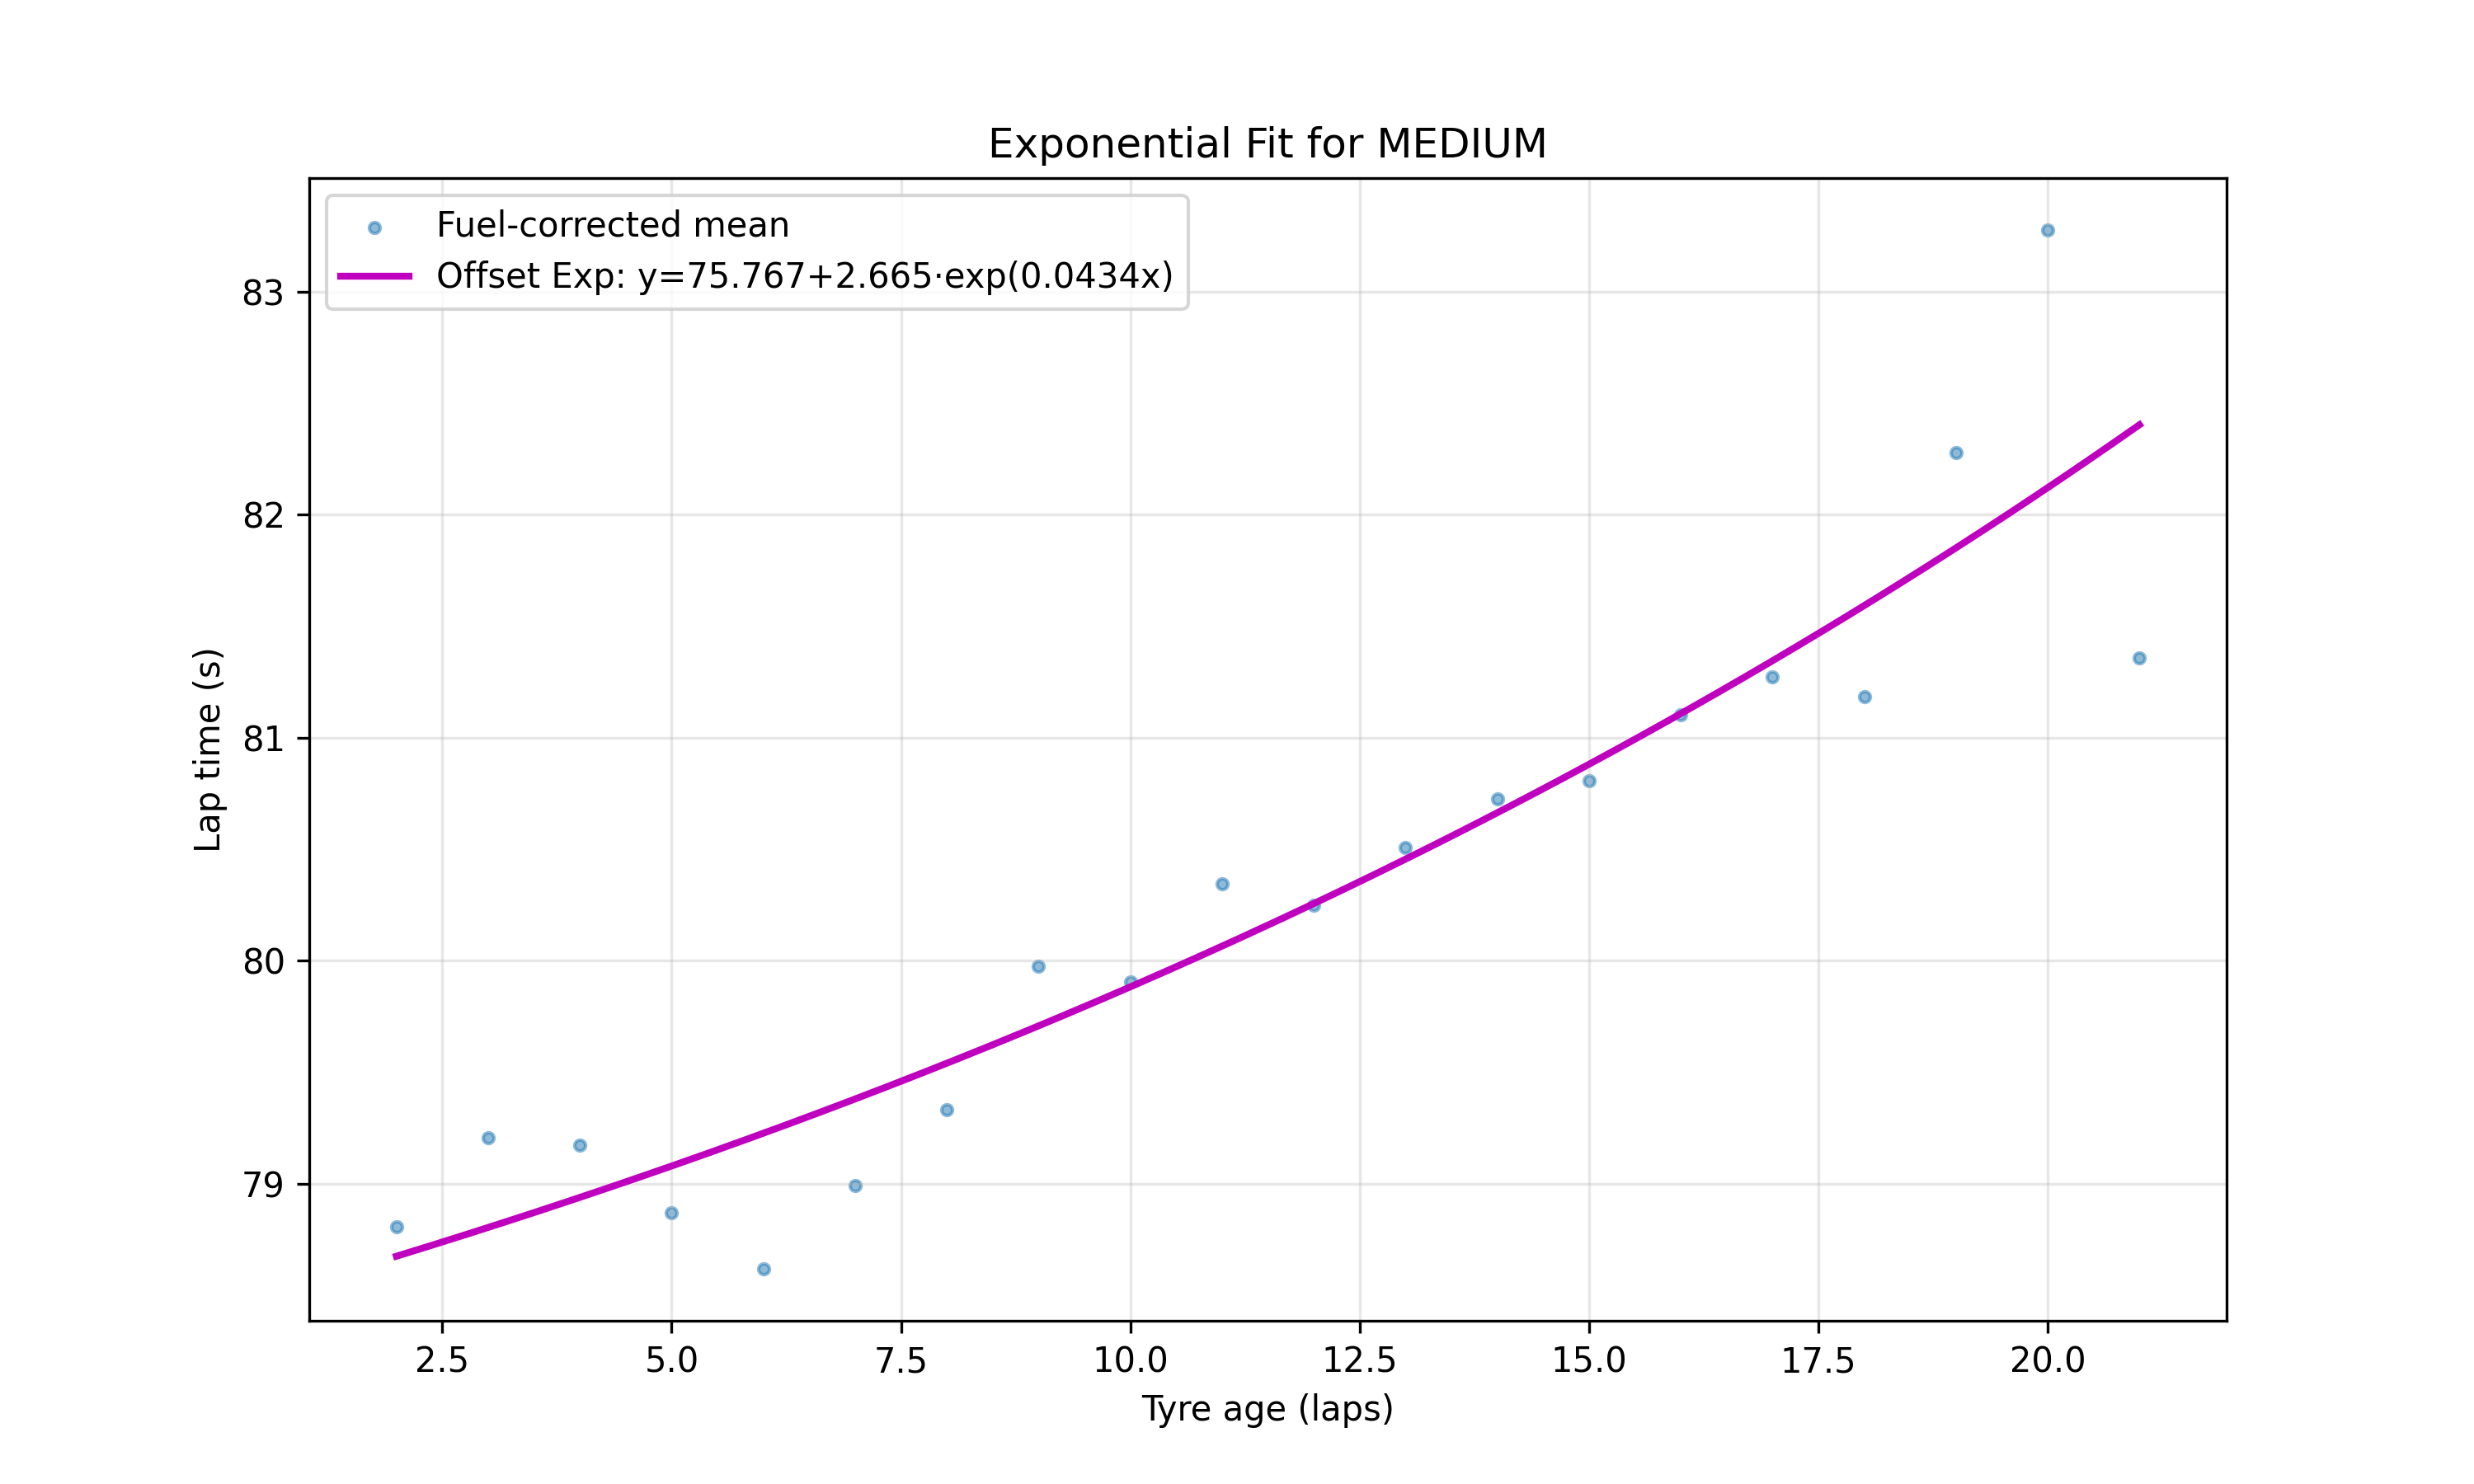 Exponential Fit for MEDIUM
Fuel-corrected mean
Offset Exp: y=75.767+2.665·exp(0.0434x)
83
82
81
80
79
Lap time (s)
2.5 5.0 7.5 10.0 12.5 15.0 17.5 20.0
Tyre age (laps)